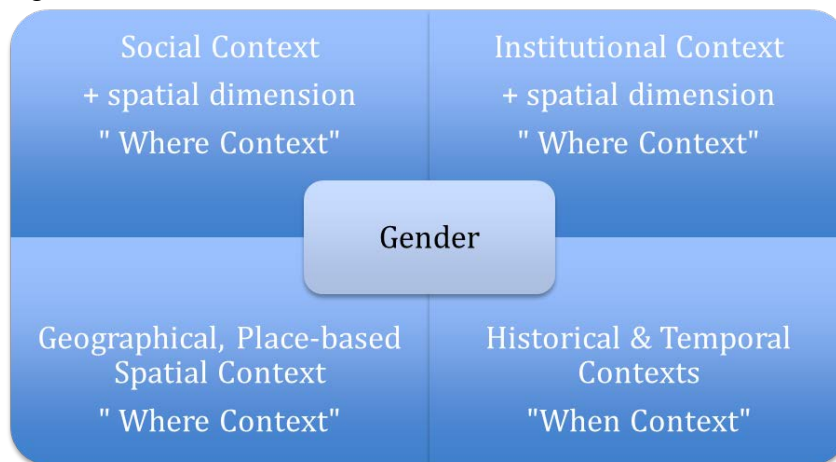 Social Context
+ spatial dimension
" Where Context"
Institutional Context
+ spatial dimension
" Where Context"
Gender
Geographical, Place-based
Spatial Context
" Where Context"
Historical & Temporal
Contexts
"When Context"